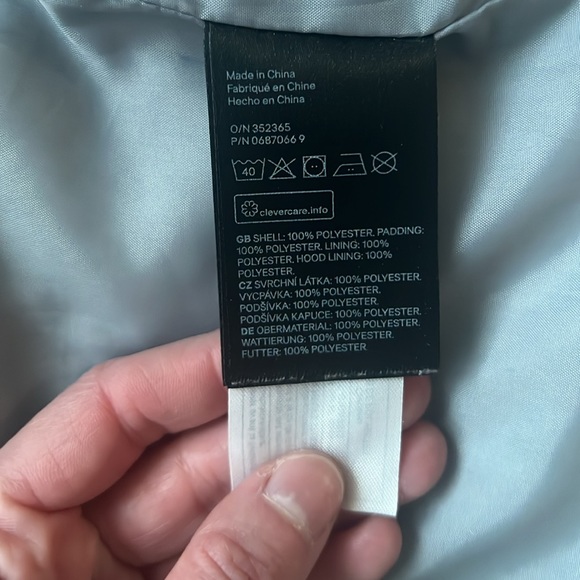 Made in China
Fabriqué en Chine
Hecho en China
O/N 352365
P/N 0687066 9
40
clevercare.info
GB SHELL: 100% POLYESTER. PADDING:
100% POLYESTER. LINING: 100%
POLYESTER. HOOD LINING: 100%
POLYESTER.
CZ SVRCHNÍ LÁTKA: 100% POLYESTER.
VYCPÁVKA: 100% POLYESTER.
PODŠÍVKA: 100% POLYESTER.
PODŠÍVKA KAPUCE: 100% POLYESTER.
DE OBERMATERIAL: 100% POLYESTER.
WATTIERUNG: 100% POLYESTER.
FUTTER: 100% POLYESTER.